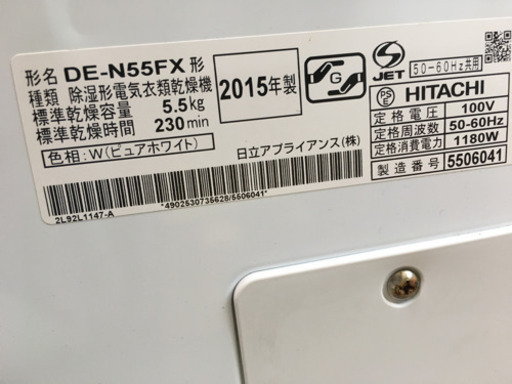 形名 DE-N55FX 形
種類 除湿形電気衣類乾燥機
標準乾燥容量 5.5kg
標準乾燥時間 230min
色相:W(ピュアホワイト)
2015年製
日立アプライアンス(株)
*4902530735628/5506041*
2L92L1147-A
G
S
JET
50-60Hz共用
PSE
HITACHI
定格電圧 100V
定格周波数 50-60Hz
定格消費電力 1180W
製造番号 5506041